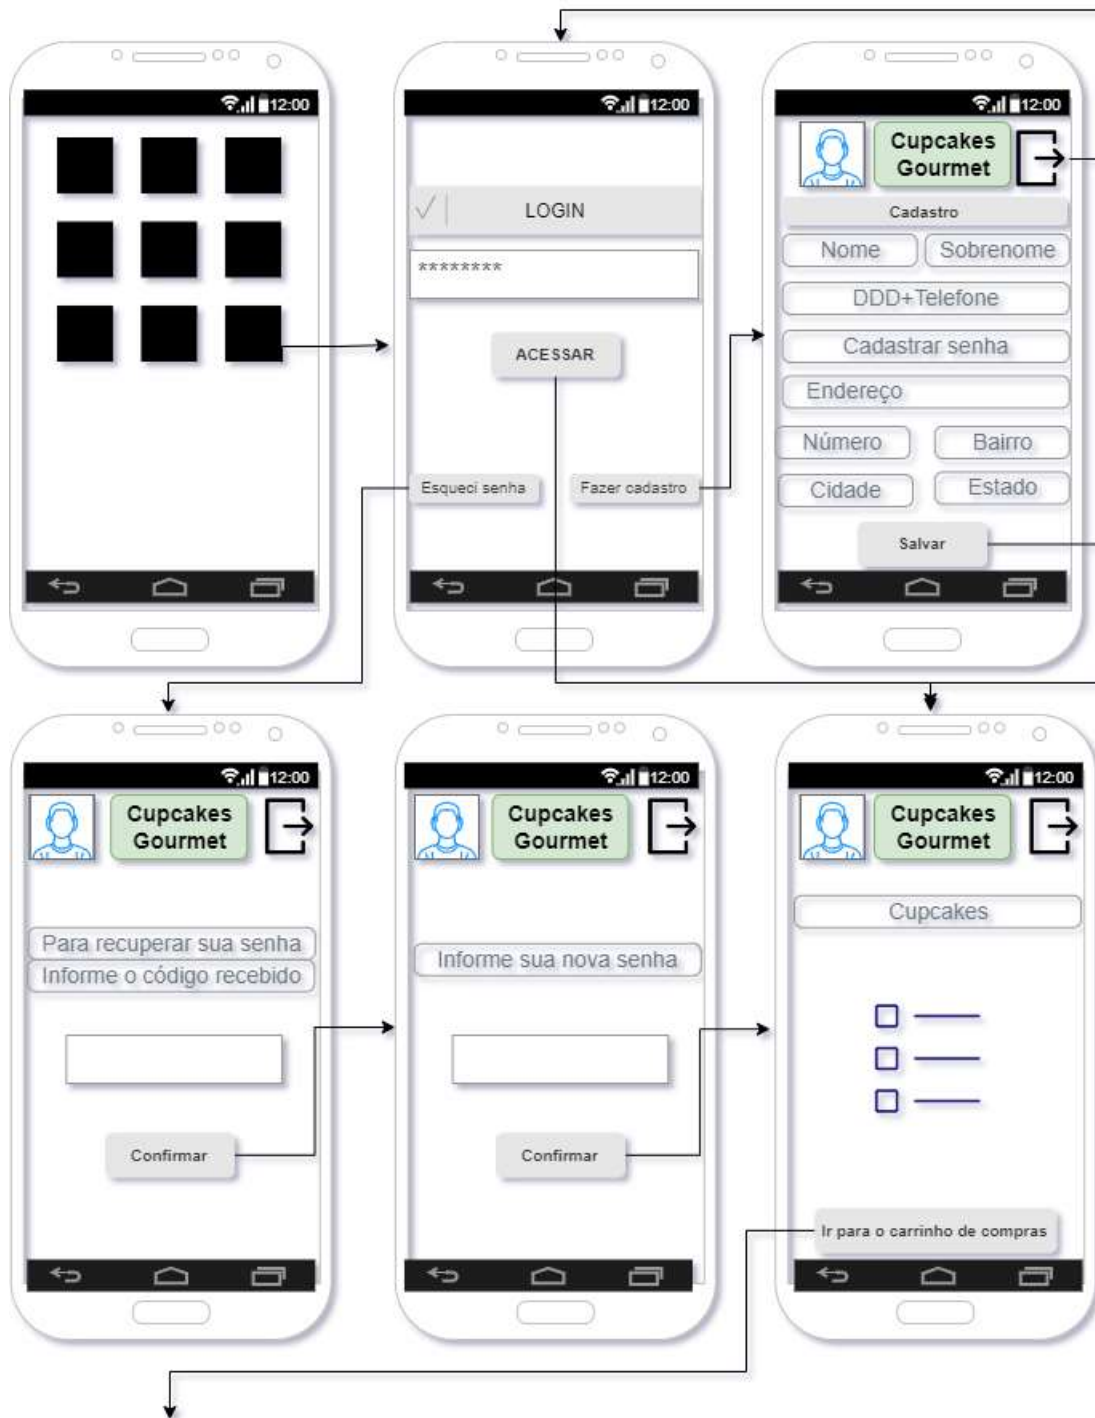 12:00
12:00
LOGIN
********
ACESSAR
Esqueci senha
Fazer cadastro
12:00
Cupcakes
Gourmet
Cadastro
Nome
Sobrenome
DDD+Telefone
Cadastrar senha
Endereço
Número
Bairro
Cidade
Estado
Salvar
12:00
Cupcakes
Gourmet
Para recuperar sua senha
Informe o código recebido
Confirmar
12:00
Cupcakes
Gourmet
Informe sua nova senha
Confirmar
12:00
Cupcakes
Gourmet
Cupcakes
Ir para o carrinho de compras